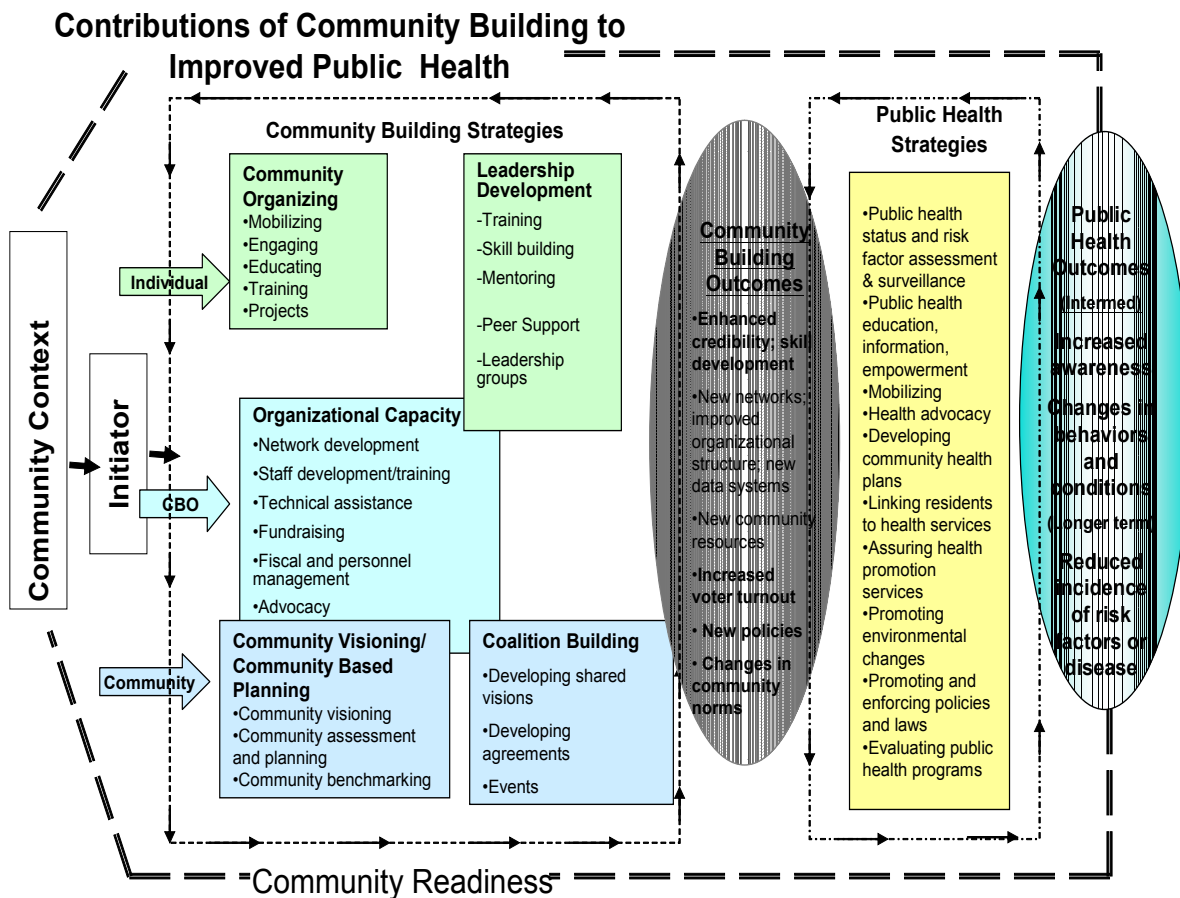 Contributions of Community Building to
Improved Public Health
Community Context
Initiator
Community Building Strategies
Individual
Community
Organizing
•Mobilizing
•Engaging
•Educating
•Training
•Projects
Leadership
Development
-Training
-Skill building
-Mentoring
-Peer Support
-Leadership
groups
CBO
Organizational Capacity
•Network development
•Staff development/training
•Technical assistance
•Fundraising
•Fiscal and personnel
management
•Advocacy
Community
Community Visioning/
Community Based
Planning
•Community visioning
•Community assessment
and planning
•Community benchmarking
Coalition Building
•Developing shared
visions
•Developing
agreements
•Events
Community
Building
Outcomes
•Enhanced
credibility; skill
development
•New networks;
improved
organizational
structure; new
data systems
•New community
resources
•Increased
voter turnout
• New policies
• Changes in
community
norms
Public Health
Strategies
•Public health
status and risk
factor assessment
& surveillance
•Public health
education,
information,
empowerment
•Mobilizing
•Health advocacy
•Developing
community health
plans
•Linking residents
to health services
•Assuring health
promotion
services
•Promoting
environmental
changes
•Promoting and
enforcing policies
and laws
•Evaluating public
health programs
Public
Health
Outcomes
(Intermed)
Increased
awareness
Changes in
behaviors
and
conditions
(Longer term)
Reduced
incidence
of risk
factors or
disease
Community Readiness